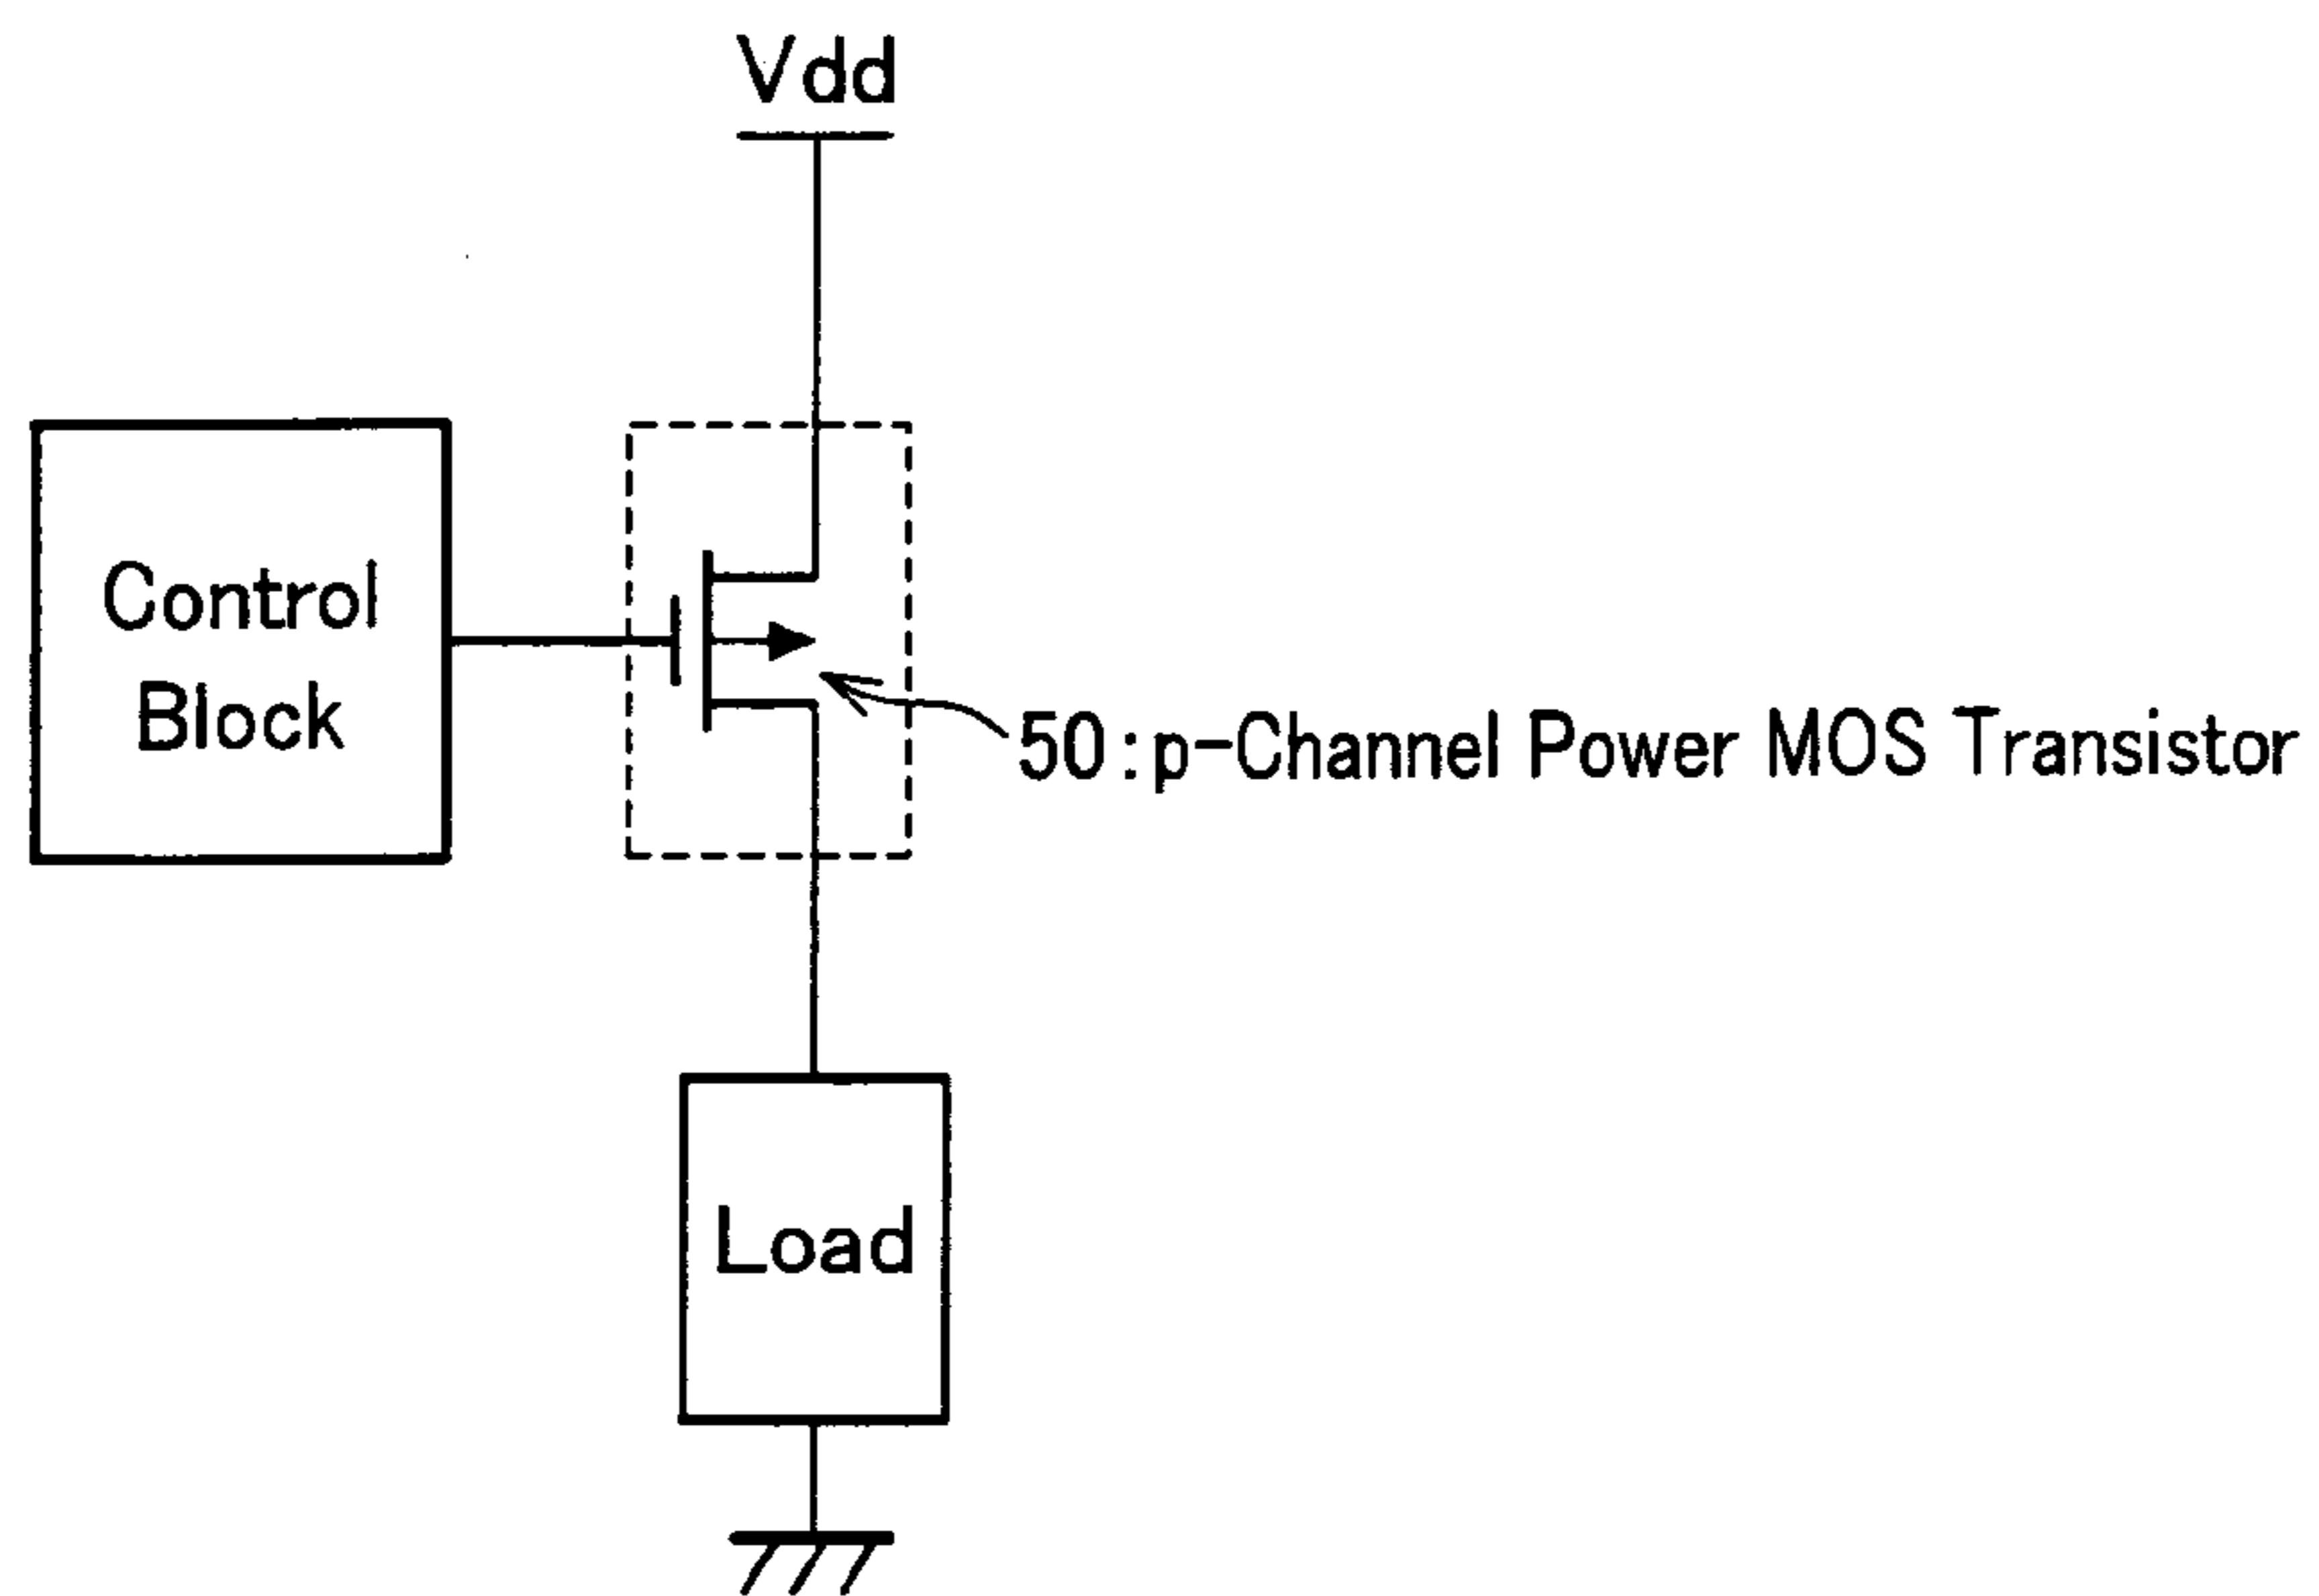 Vdd
Control
Block
50:p-Channel Power MOS Transistor
Load